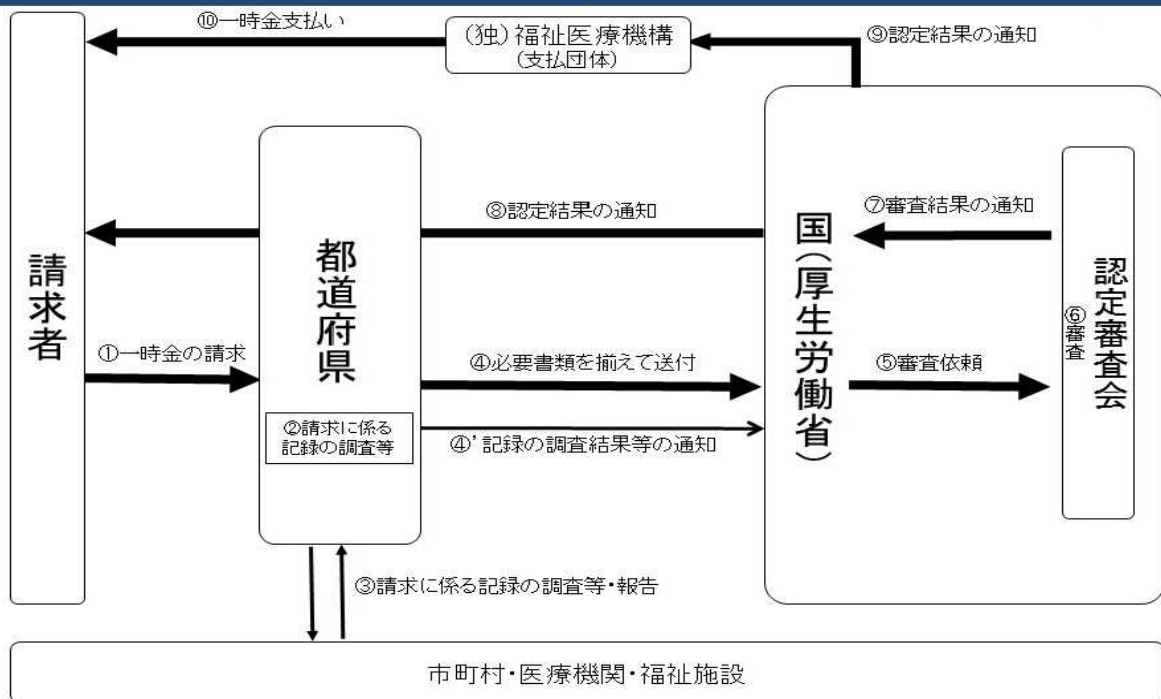 ⑩一時金支払い
(独)福祉医療機構
(支払団体)
⑨認定結果の通知
⑧認定結果の通知
⑦審査結果の通知
請求者
都道府県
国(厚生労働省)
認定審査会
⑥審査
①一時金の請求
④必要書類を揃えて送付
⑤審査依頼
②請求に係る
記録の調査等
④'記録の調査結果等の通知
③請求に係る記録の調査等・報告
市町村・医療機関・福祉施設